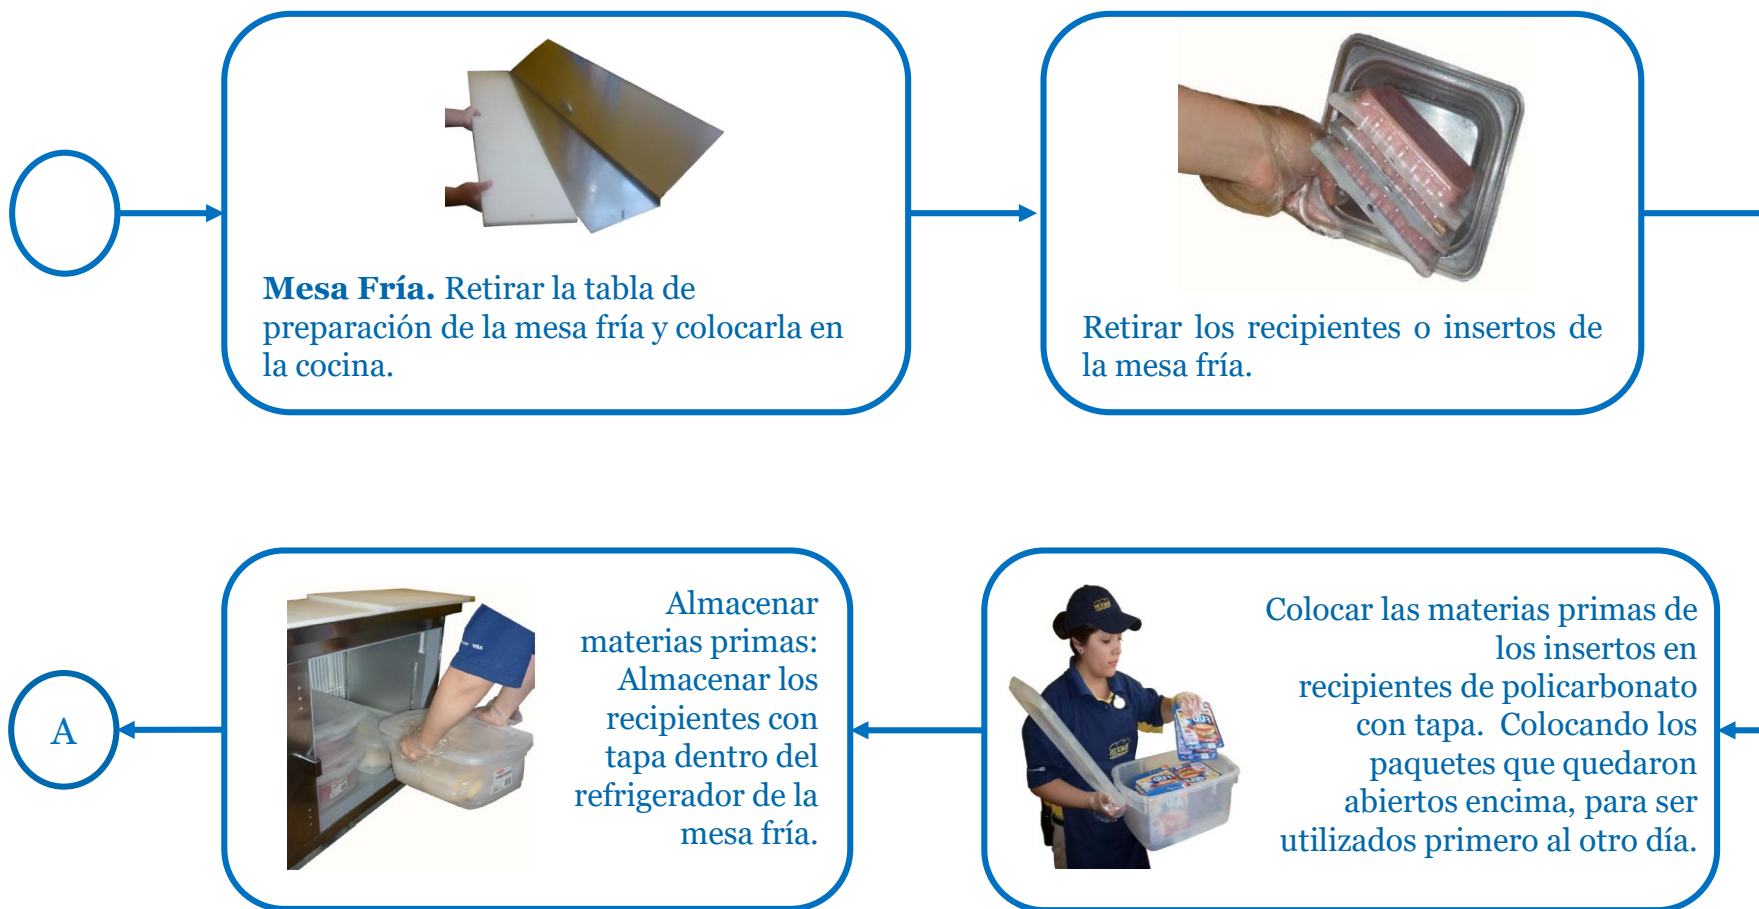 Mesa Fría. Retirar la tabla de
preparación de la mesa fría y colocarla en
la cocina.
Retirar los recipientes o insertos de
la mesa fría.
Colocar las materias primas de
los insertos en
recipientes de policarbonato
con tapa. Colocando los
paquetes que quedaron
abiertos encima, para ser
utilizados primero al otro día.
Almacenar
materias primas:
Almacenar los
recipientes con
tapa dentro del
refrigerador de la
mesa fría.
A